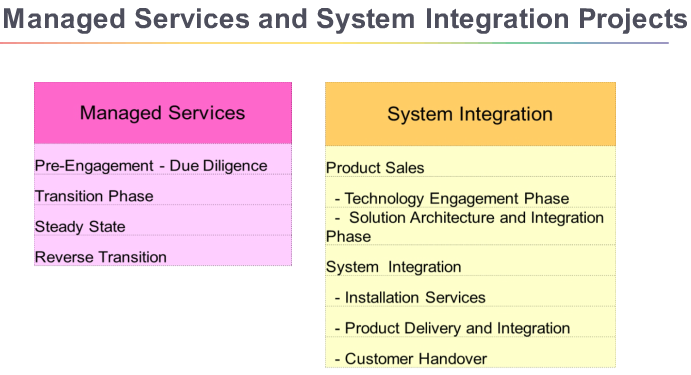 Managed Services and System Integration Projects
Managed Services
Pre-Engagement - Due Diligence
Transition Phase
Steady State
Reverse Transition
System Integration
Product Sales
- Technology Engagement Phase
- Solution Architecture and Integration
Phase
System Integration
- Installation Services
- Product Delivery and Integration
- Customer Handover